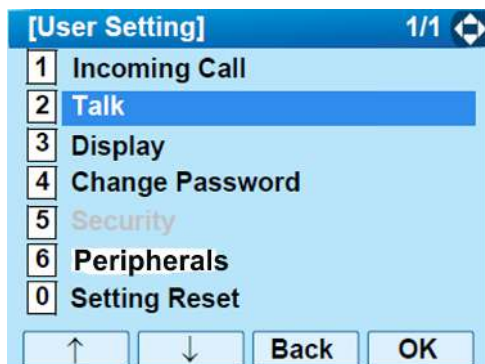 [User Setting] 1/1
1 Incoming Call
2 Talk
3 Display
4 Change Password
5 Security
6 Peripherals
0 Setting Reset
↑ ↓ Back OK